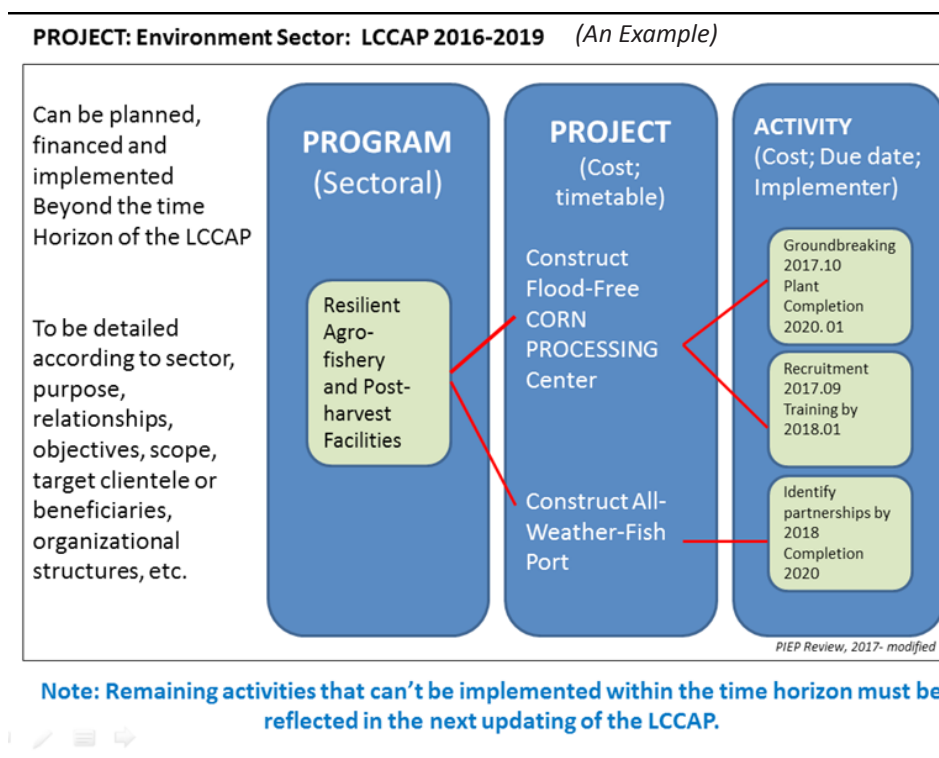 PROJECT: Environment Sector: LCCAP 2016-2019 (An Example)
Can be planned,
financed and
implemented
Beyond the time
Horizon of the LCCAP
To be detailed
according to sector,
purpose,
relationships,
objectives, scope,
target clientele or
beneficiaries,
organizational
structures, etc.
PROGRAM
(Sectoral)
Resilient
Agro-
fishery
and Post-
harvest
Facilities
PROJECT
(Cost;
timetable)
Construct
Flood-Free
CORN
PROCESSING
Center
Construct All-
Weather-Fish
Port
ACTIVITY
(Cost; Due date;
Implementer)
Groundbreaking
2017.10
Plant
Completion
2020. 01
Recruitment
2017.09
Training by
2018.01
Identify
partnerships by
2018
Completion
2020
PIEP Review, 2017- modified
Note: Remaining activities that can't be implemented within the time horizon must be
reflected in the next updating of the LCCAP.